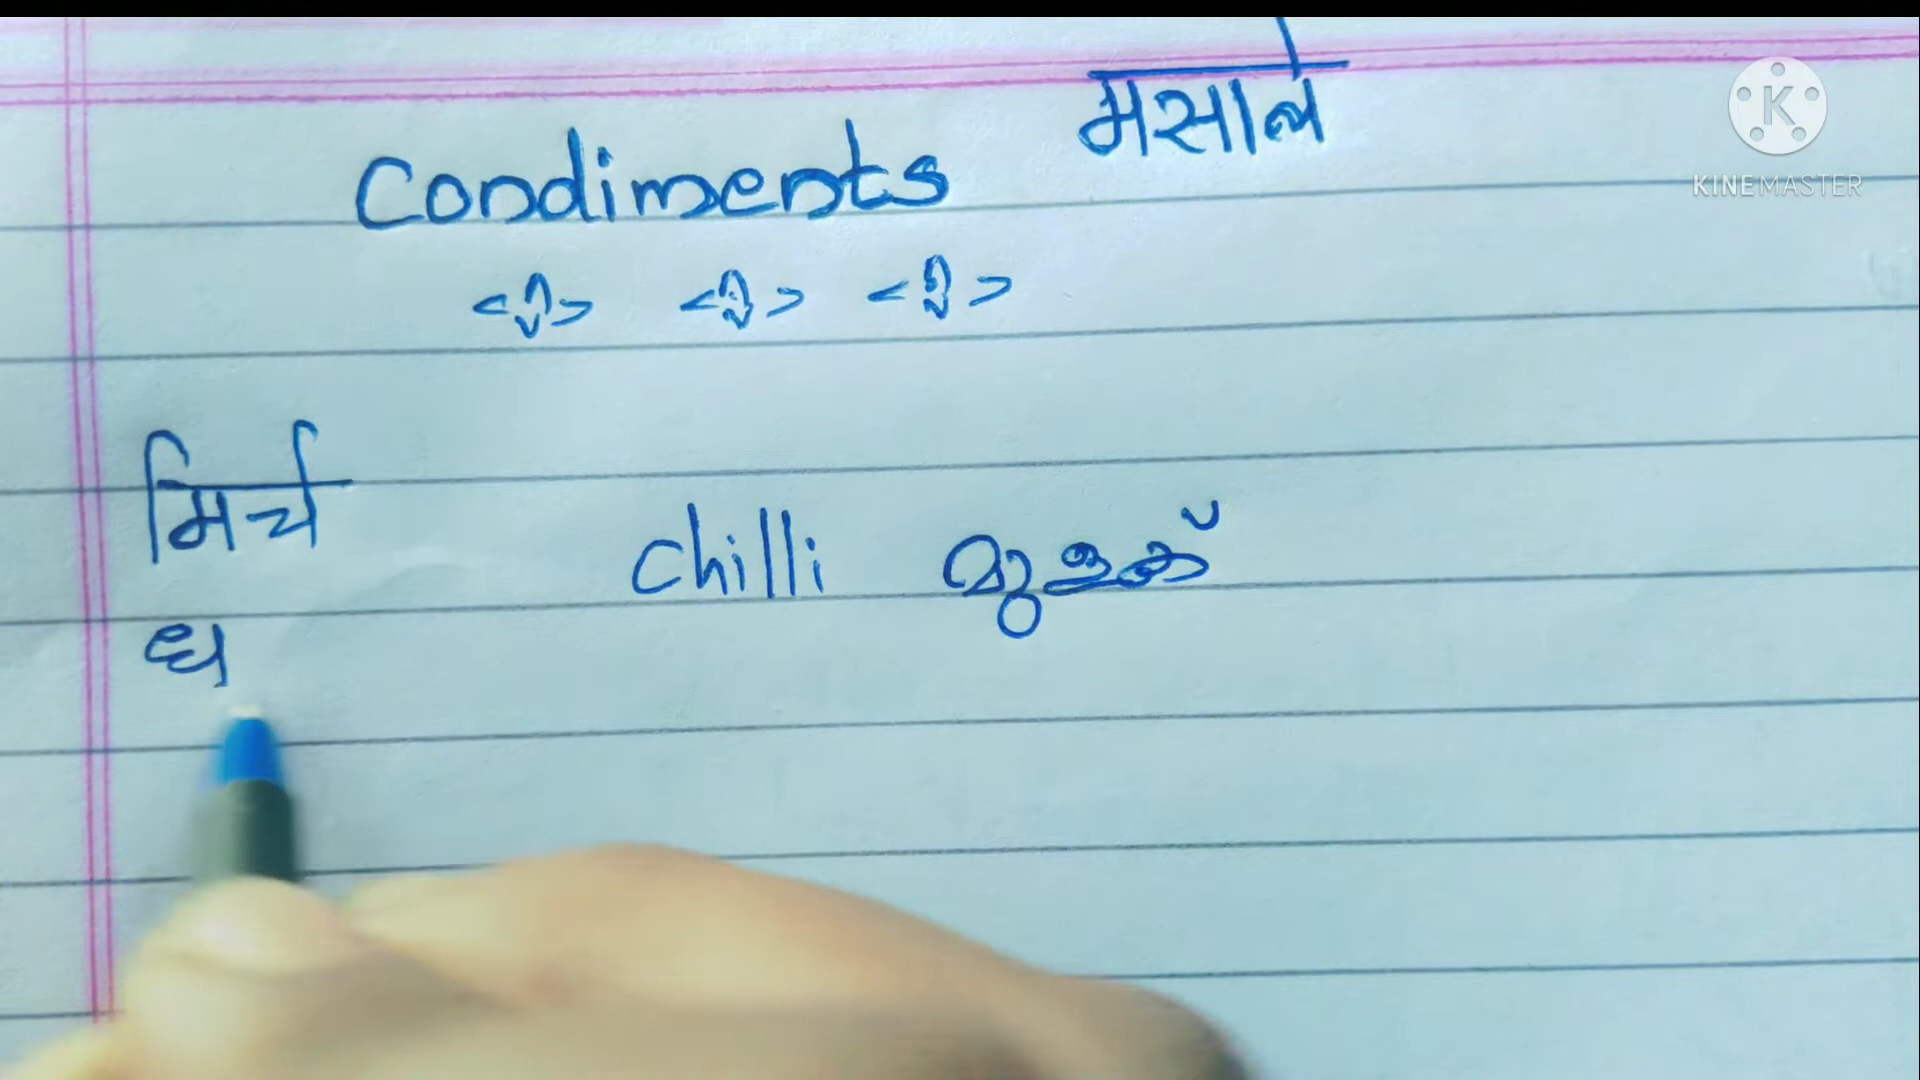 मसाले
Condiments
K
KINEMASTER
मिर्च chilli മുളക്
ध